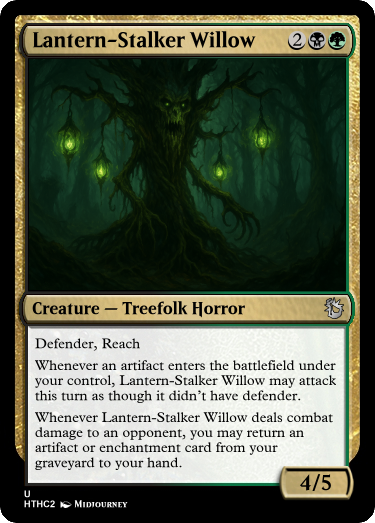 Lantern-Stalker Willow 2
Creature — Treefolk Horror
Defender, Reach
Whenever an artifact enters the battlefield under
your control, Lantern-Stalker Willow may attack
this turn as though it didn't have defender.
Whenever Lantern-Stalker Willow deals combat
damage to an opponent, you may return an
artifact or enchantment card from your
graveyard to your hand.
4/5
U
HTHC2 Midjourney